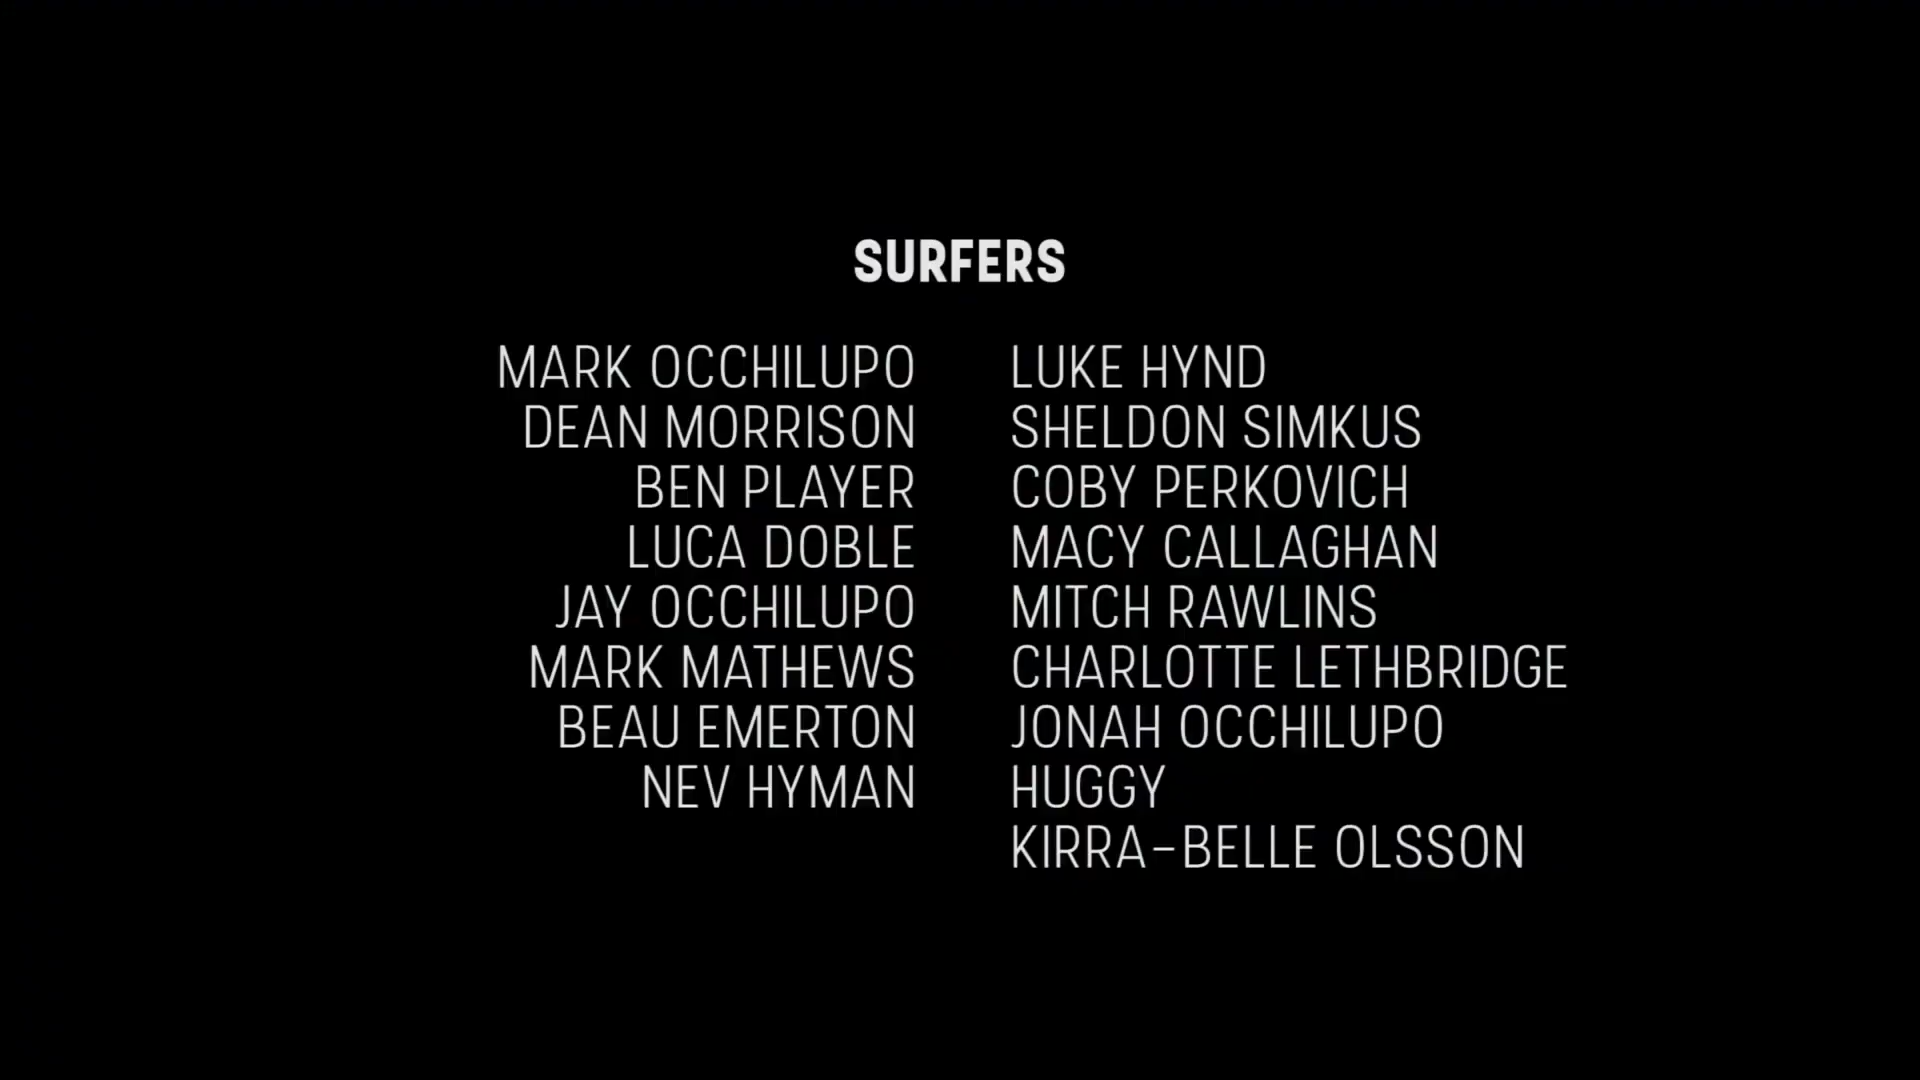 SURFERS
MARK OCCHILUPO
DEAN MORRISON
BEN PLAYER
LUCA DOBLE
JAY OCCHILUPO
MARK MATHEWS
BEAU EMERTON
NEV HYMAN
LUKE HYND
SHELDON SIMKUS
COBY PERKOVICH
MACY CALLAGHAN
MITCH RAWLINS
CHARLOTTE LETHBRIDGE
JONAH OCCHILUPO
HUGGY
KIRRA-BELLE OLSSON